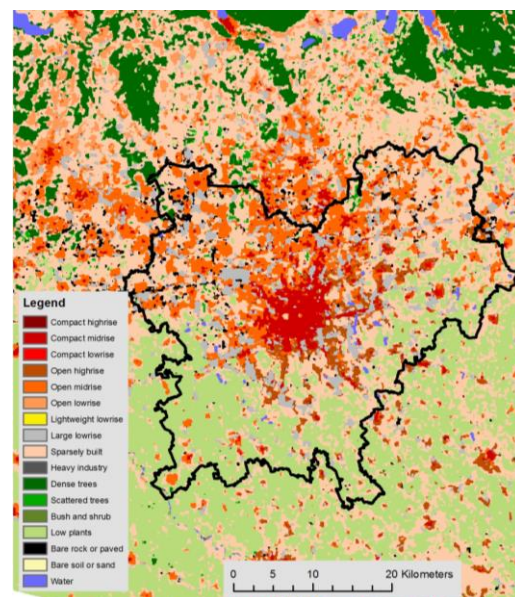 Legend
Compact highrise
Compact midrise
Compact lowrise
Open highrise
Open midrise
Open lowrise
Lightweight lowrise
Large lowrise
Sparsely built
Heavy industry
Dense trees
Scattered trees
Bush and shrub
Low plants
Bare rock or paved
Bare soil or sand
Water
0 5 10 20 Kilometers